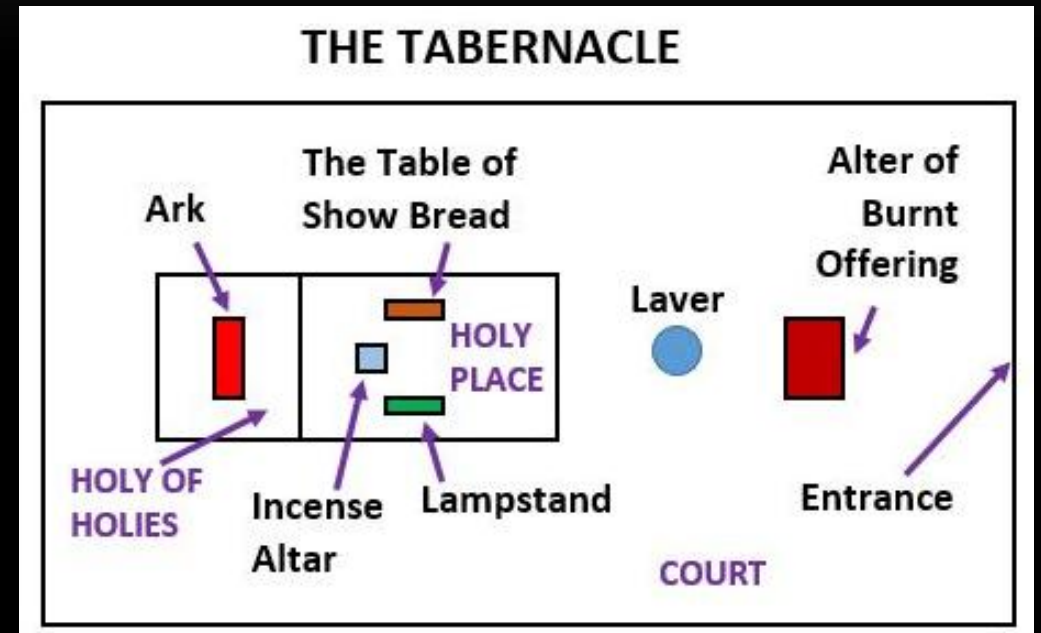 THE TABERNACLE
Ark
The Table of
Show Bread
Alter of
Burnt
Offering
Laver
HOLY
PLACE
HOLY OF
HOLIES
Incense
Altar
Lampstand
Entrance
COURT